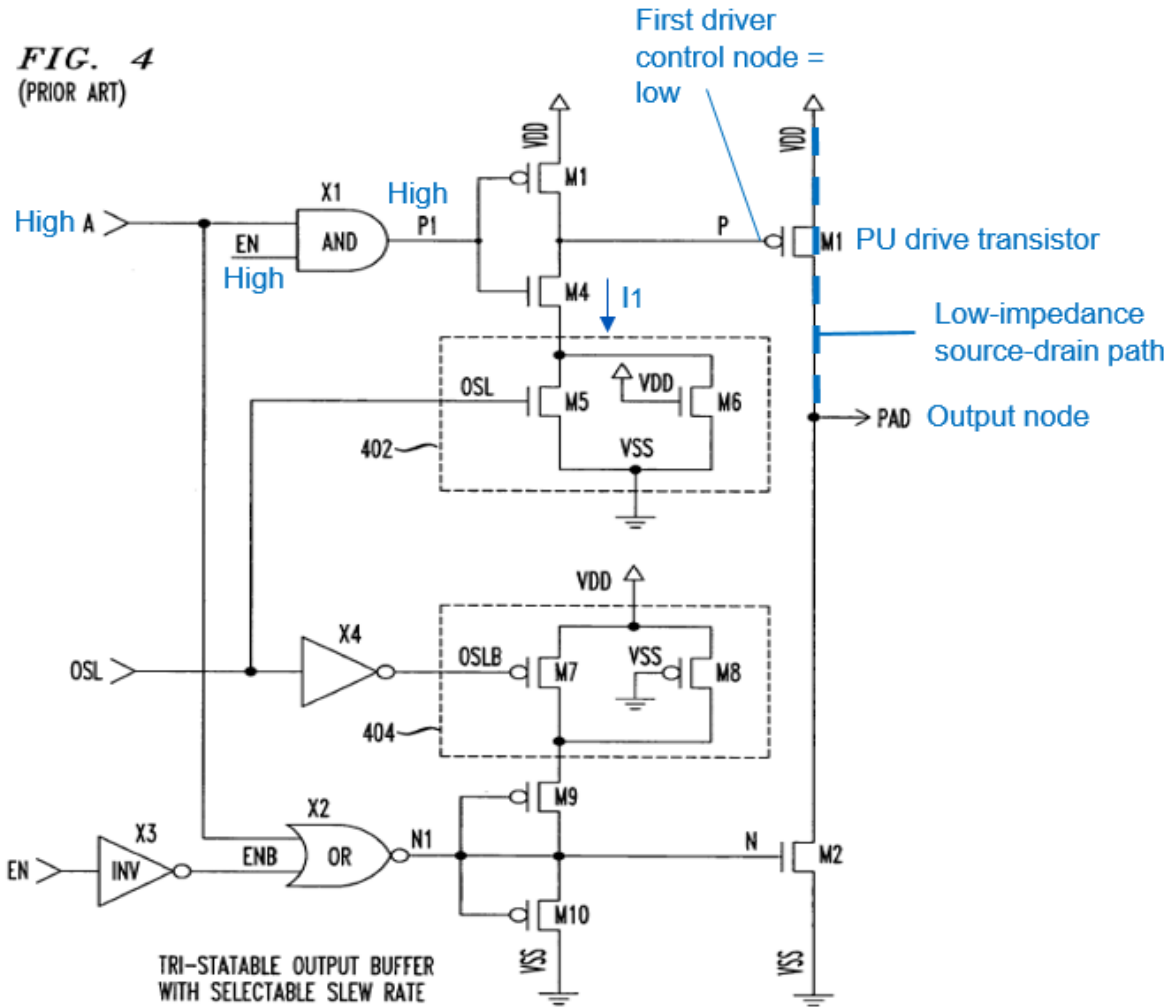 FIG. 4
(PRIOR ART)
First driver
control node =
low
VDD
VDD
X1
M1
High
High A
P1
AND
EN
High
P
M1
PU drive transistor
M4
I1
Low-impedance
source-drain path
OSL
VDD
M5
M6
PAD
Output node
402
VSS
VDD
X4
OSL
OSLB
M7
VSS
M8
404
M9
X2
X3
N1
N
M2
ENB
OR
EN
INV
M10
VSS
VSS
TRI-STATABLE OUTPUT BUFFER
WITH SELECTABLE SLEW RATE